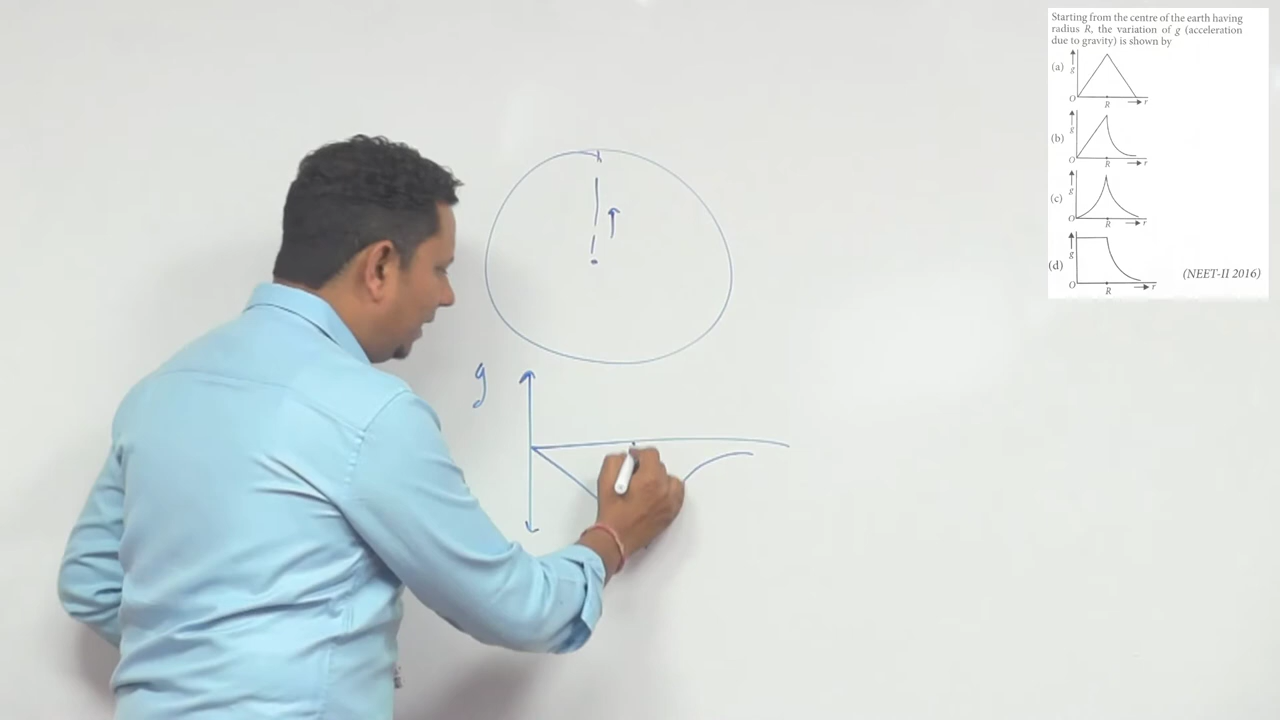 Starting from the centre of the earth having
radius R, the variation of g (acceleration
due to gravity) is shown by
(a) g O R r
(b) g O R r
(c) g O R r
(d) g O R r
(NEET-II 2016)
g